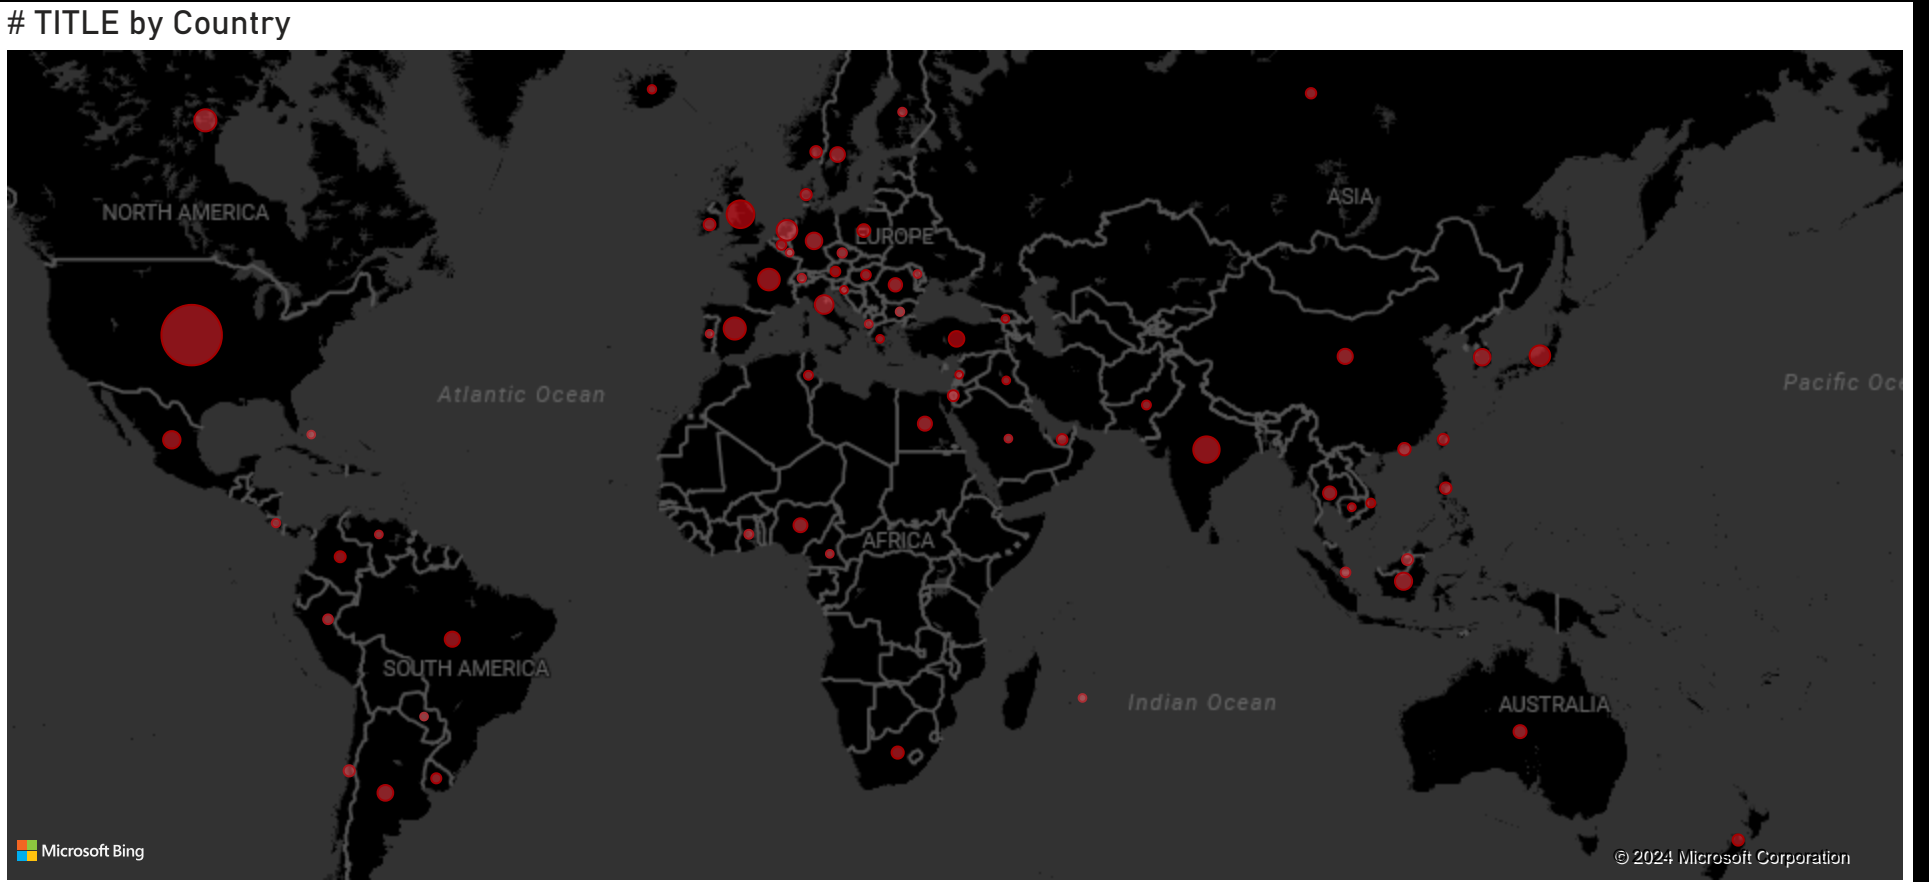 # TITLE by Country
NORTH AMERICA
EUROPE
ASIA
Atlantic Ocean
Pacific Oce
AFRICA
SOUTH AMERICA
Indian Ocean
AUSTRALIA
Microsoft Bing
© 2024 Microsoft Corporation